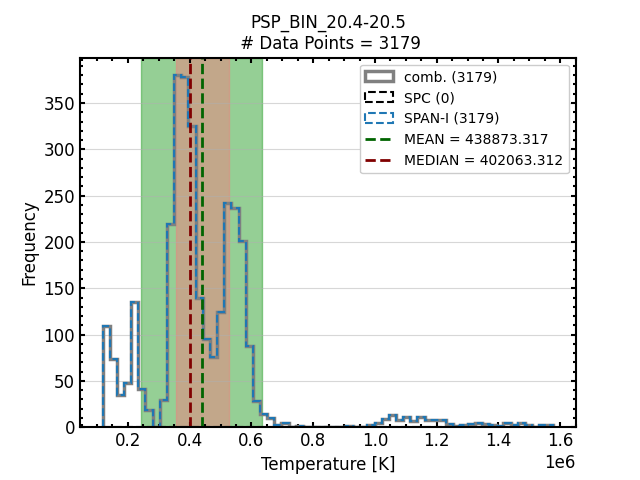 PSP_BIN_20.4-20.5
# Data Points = 3179
comb. (3179)
SPC (0)
SPAN-I (3179)
MEAN = 438873.317
MEDIAN = 402063.312
Frequency
350
300
250
200
150
100
50
0
0.2 0.4 0.6 0.8 1.0 1.2 1.4 1.6
1e6
Temperature [K]